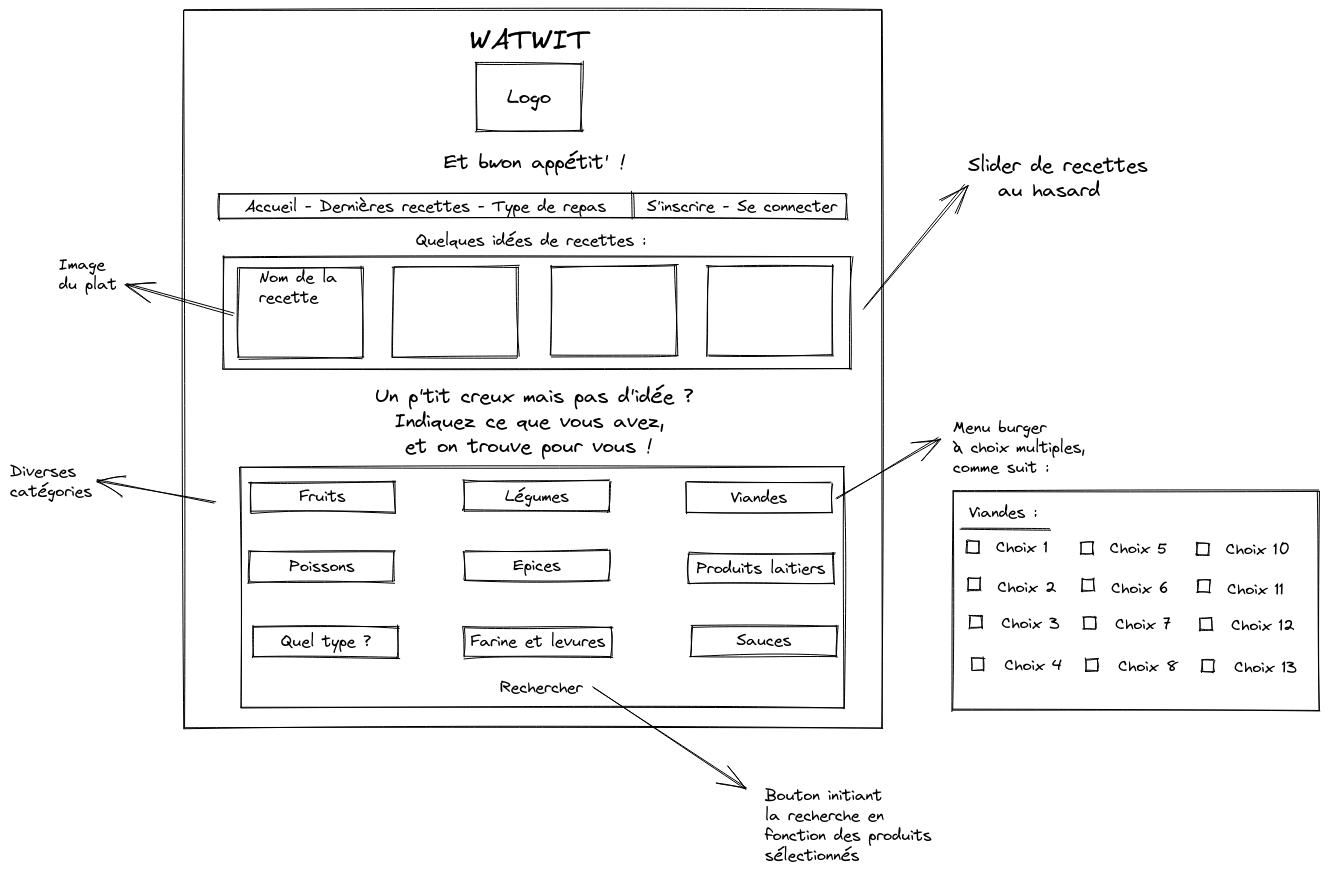 WATWIT
Logo
Et bwon appétit' !
Accueil - Dernières recettes - Type de repas
S'inscrire - Se connecter
Quelques idées de recettes :
Nom de la
recette
Image
du plat
Slider de recettes
au hasard
Un p'tit creux mais pas d'idée ?
Indiquez ce que vous avez,
et on trouve pour vous !
Diverses
catégories
Fruits
Légumes
Viandes
Poissons
Epices
Produits laitiers
Quel type ?
Farine et levures
Sauces
Rechercher
Menu burger
à choix multiples,
comme suit :
Viandes :
Choix 1
Choix 5
Choix 10
Choix 2
Choix 6
Choix 11
Choix 3
Choix 7
Choix 12
Choix 4
Choix 8
Choix 13
Bouton initiant
la recherche en
fonction des produits
sélectionnés